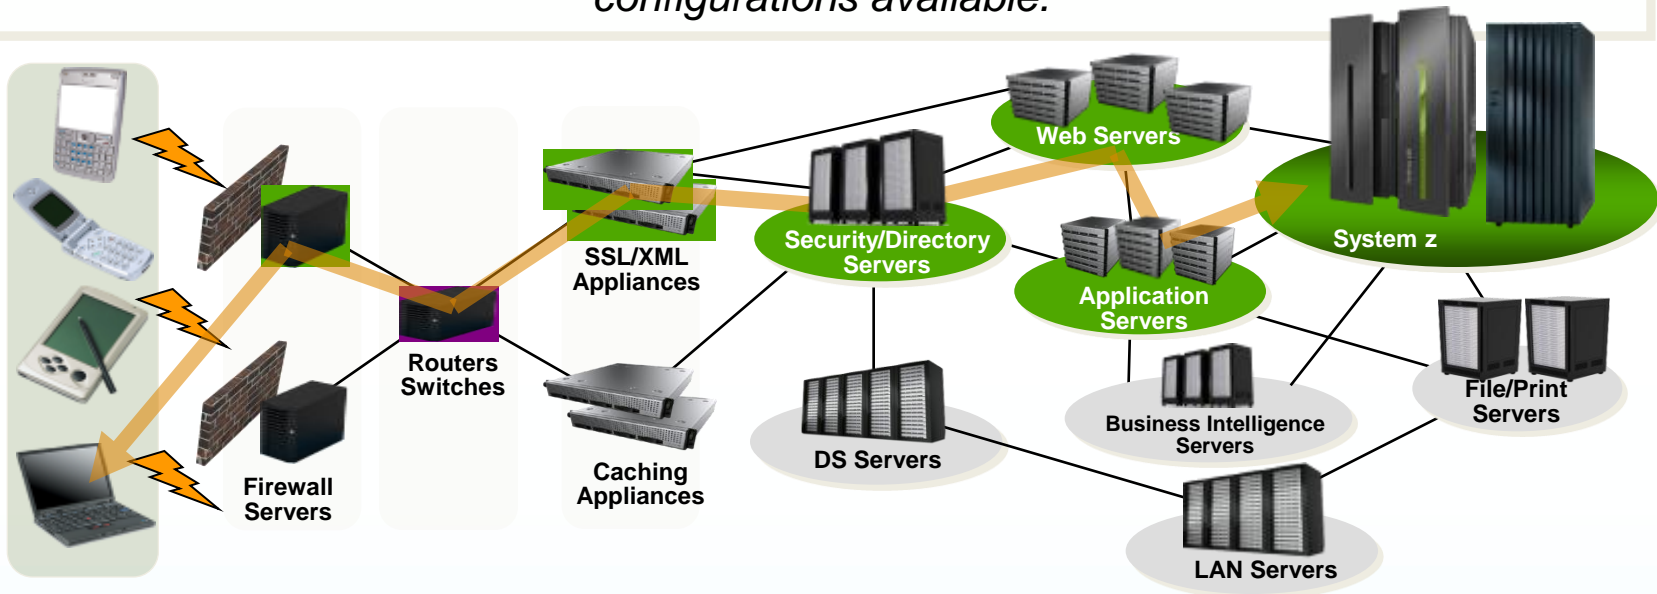 configurations available.
Web Servers
System z
Security/Directory
Servers
SSL/XML
Appliances
Application
Servers
Routers
Switches
File/Print
Servers
Business Intelligence
Servers
DS Servers
Caching
Appliances
Firewall
Servers
LAN Servers